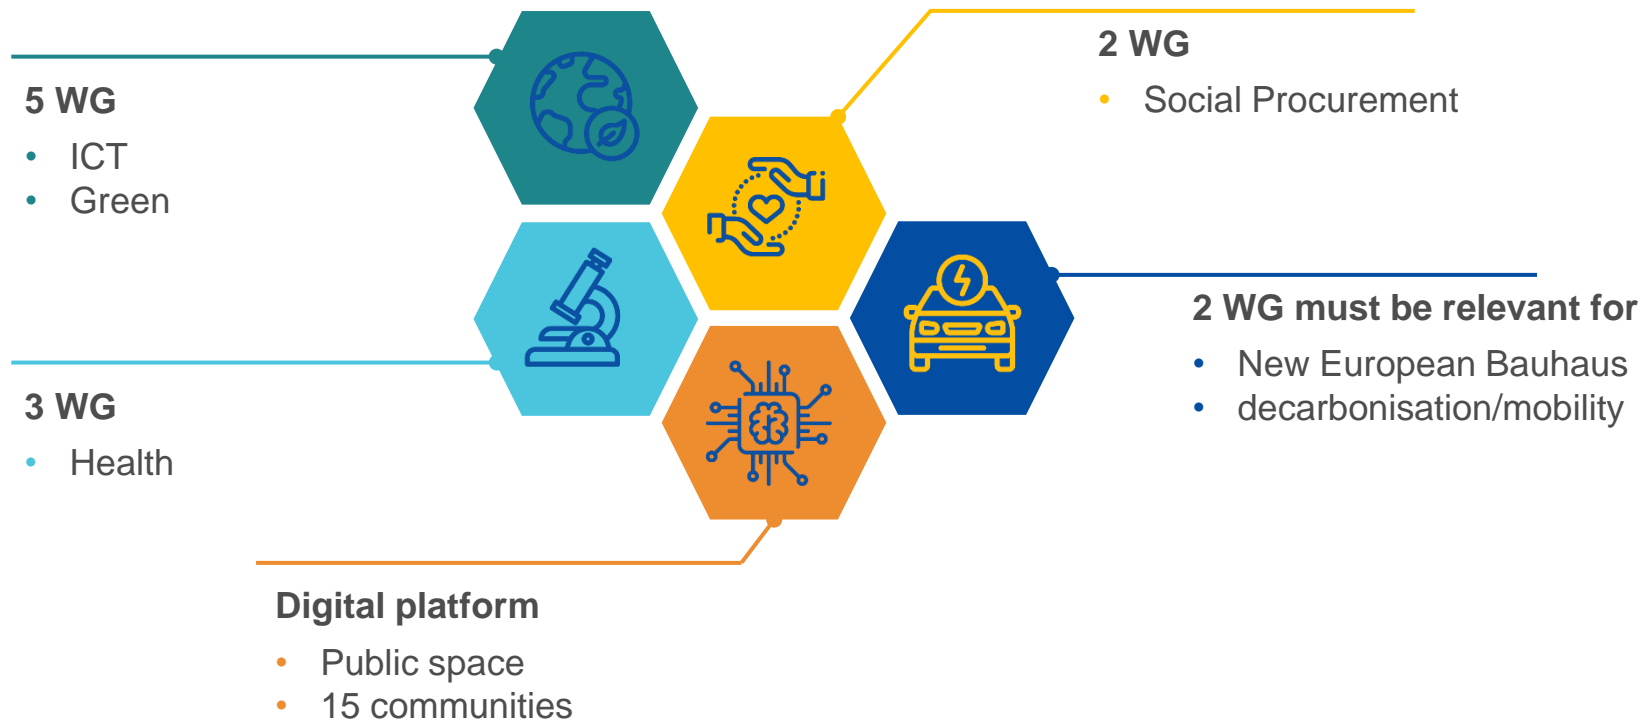 5 WG
• ICT
• Green
3 WG
• Health
Digital platform
• Public space
• 15 communities
2 WG
• Social Procurement
2 WG must be relevant for
• New European Bauhaus
• decarbonisation/mobility